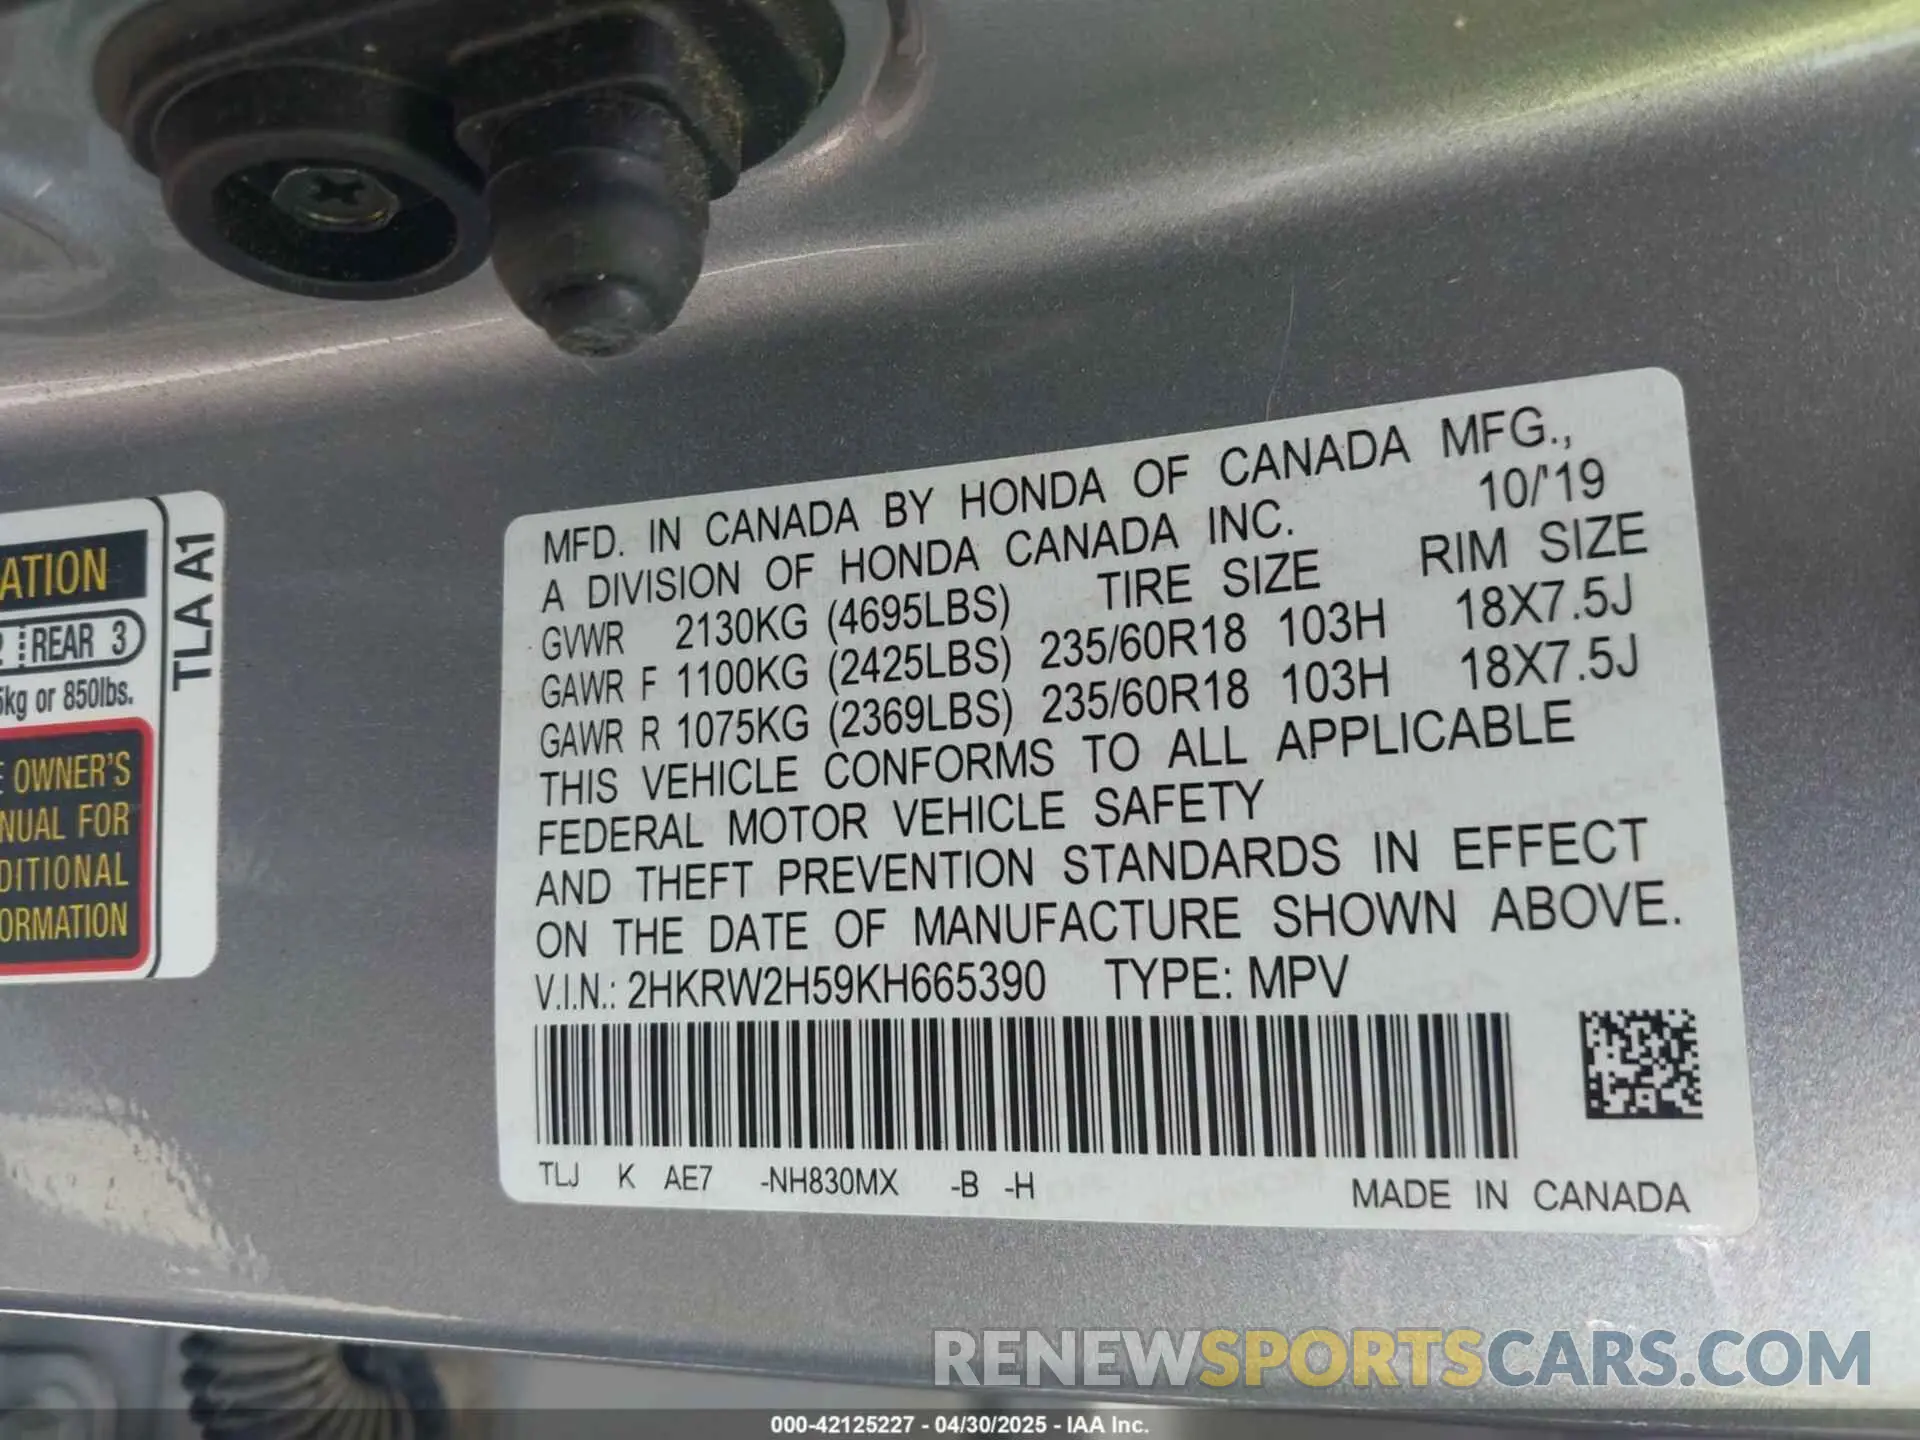 ATION
2 REAR 3
5kg or 850lbs.
E OWNER'S
NUAL FOR
DITIONAL
ORMATION
TLA A1
MFD. IN CANADA BY HONDA OF CANADA MFG.,
A DIVISION OF HONDA CANADA INC. 10/'19
GVWR 2130KG (4695LBS) TIRE SIZE RIM SIZE
GAWR F 1100KG (2425LBS) 235/60R18 103H 18X7.5J
GAWR R 1075KG (2369LBS) 235/60R18 103H 18X7.5J
THIS VEHICLE CONFORMS TO ALL APPLICABLE
FEDERAL MOTOR VEHICLE SAFETY
AND THEFT PREVENTION STANDARDS IN EFFECT
ON THE DATE OF MANUFACTURE SHOWN ABOVE.
V.I.N.: 2HKRW2H59KH665390 TYPE: MPV
TLJ K AE7 -NH830MX -B -H MADE IN CANADA
RENEWSPORTSCARS.COM
000-42125227 - 04/30/2025 - IAA Inc.